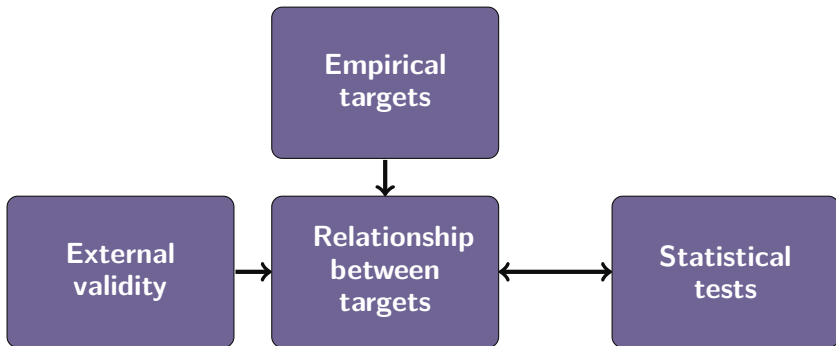 Empirical
targets
External
validity
Relationship
between
targets
Statistical
tests